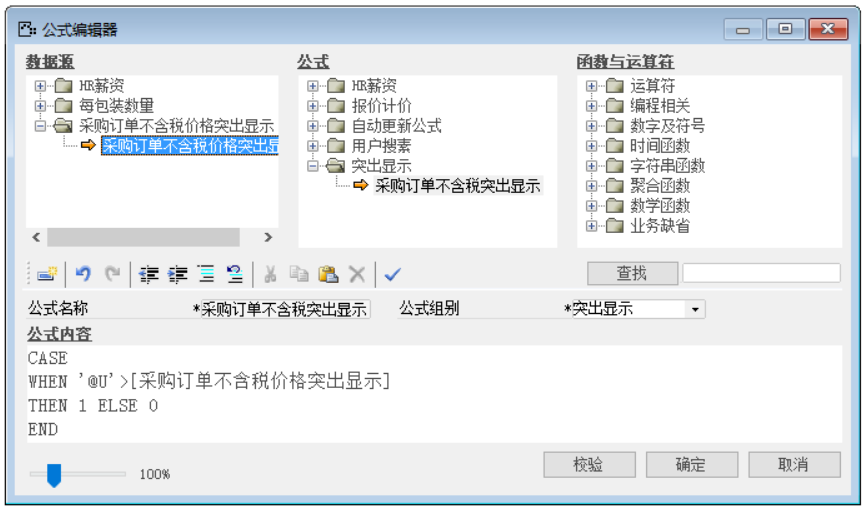 公式编辑器
数据源
HR薪资
每包装数量
采购订单不含税价格突出显示
采购订单不含税价格突出显
公式
HR薪资
报价计价
自动更新公式
用户搜索
突出显示
采购订单不含税突出显示
函数与运算符
运算符
编程相关
数字及符号
时间函数
字符串函数
聚合函数
数学函数
业务缺省
查找
公式名称 *采购订单不含税突出显示 公式组别 *突出显示
公式内容
CASE
WHEN '@U'>[采购订单不含税价格突出显示]
THEN 1 ELSE 0
END
100%
校验 确定 取消